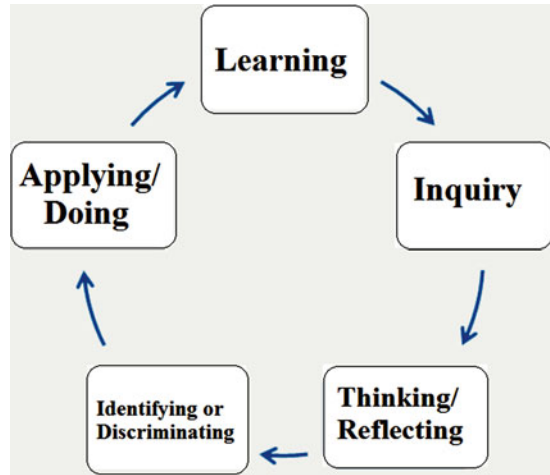 Learning
Inquiry
Thinking/
Reflecting
Identifying or
Discriminating
Applying/
Doing